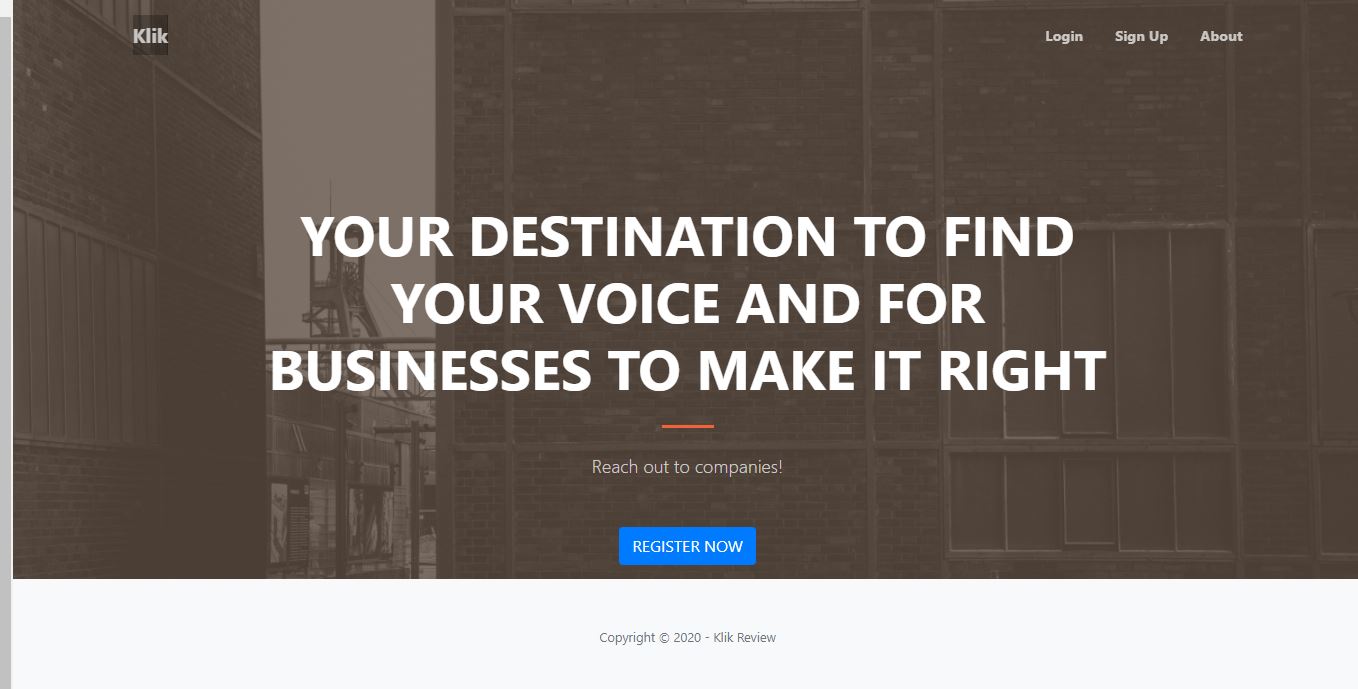 Klik
Login
Sign Up
About
YOUR DESTINATION TO FIND
YOUR VOICE AND FOR
BUSINESSES TO MAKE IT RIGHT
Reach out to companies!
REGISTER NOW
Copyright © 2020 - Klik Review